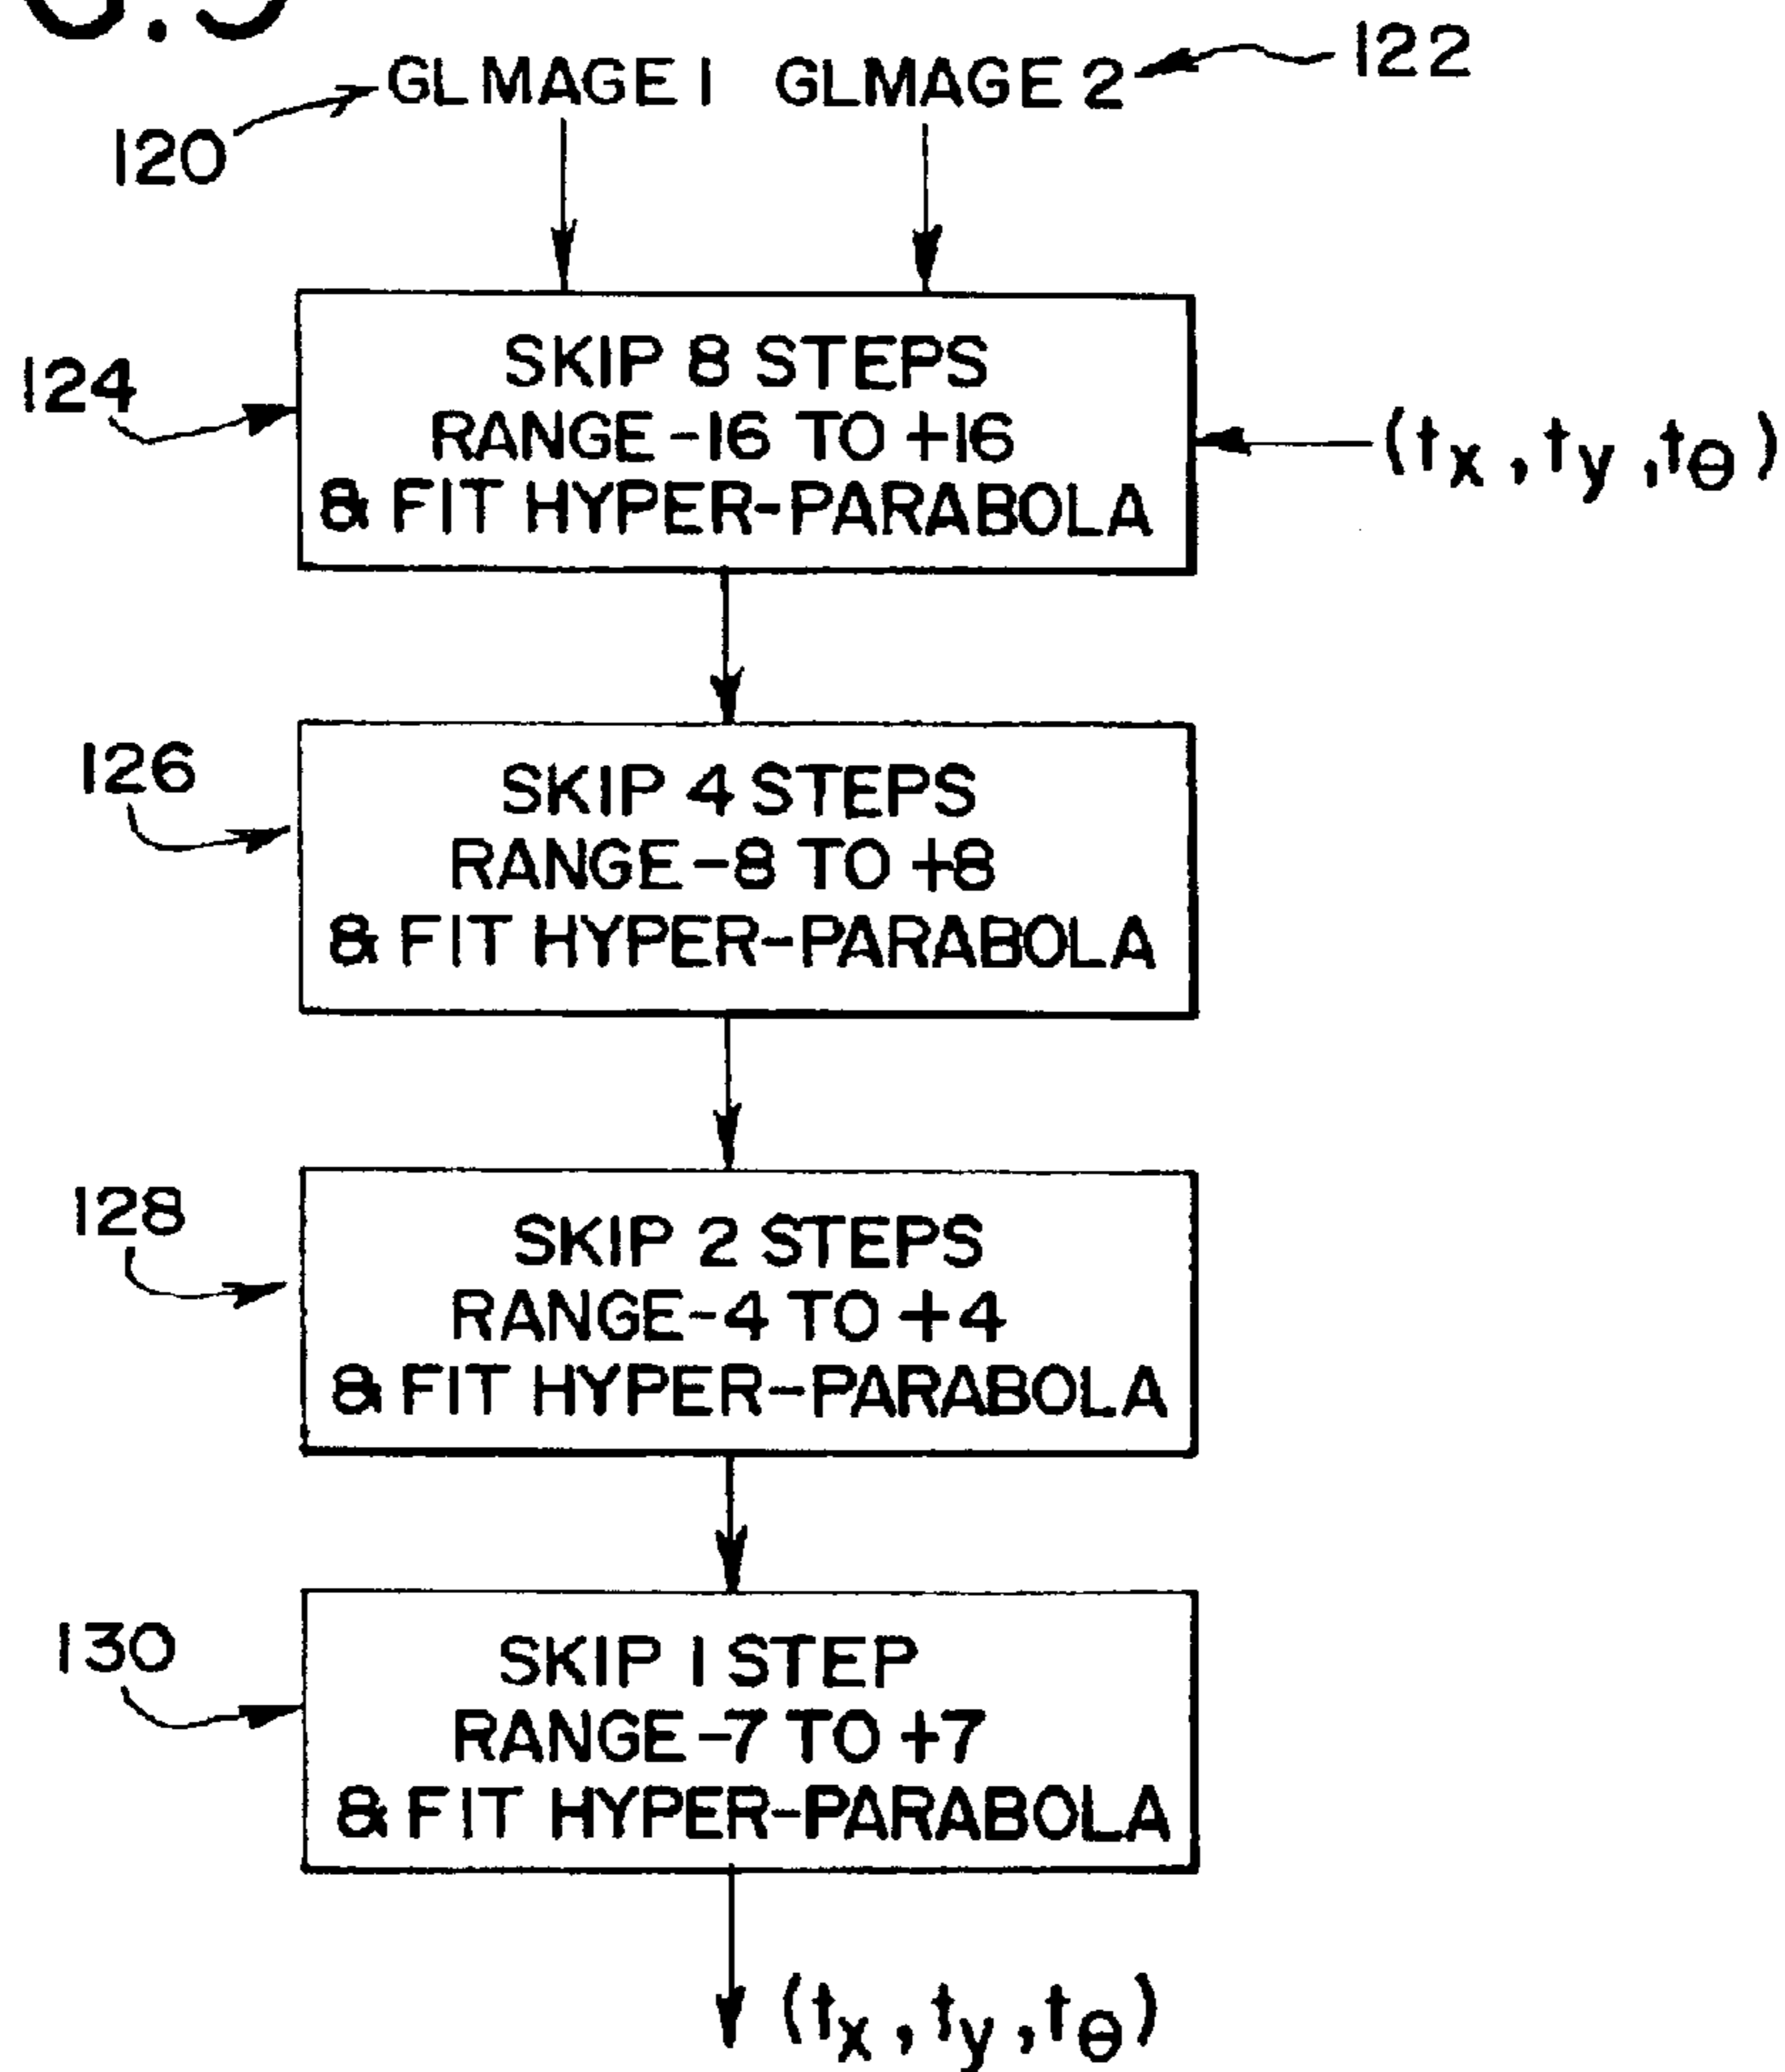 GLMAGE 1 GLMAGE 2
122
120
SKIP 8 STEPS
RANGE -16 TO +16
& FIT HYPER-PARABOLA
124
(tx, ty, tθ)
126
SKIP 4 STEPS
RANGE -8 TO +8
& FIT HYPER-PARABOLA
128
SKIP 2 STEPS
RANGE -4 TO +4
& FIT HYPER-PARABOLA
130
SKIP 1 STEP
RANGE -7 TO +7
& FIT HYPER-PARABOLA
(tx, ty, tθ)